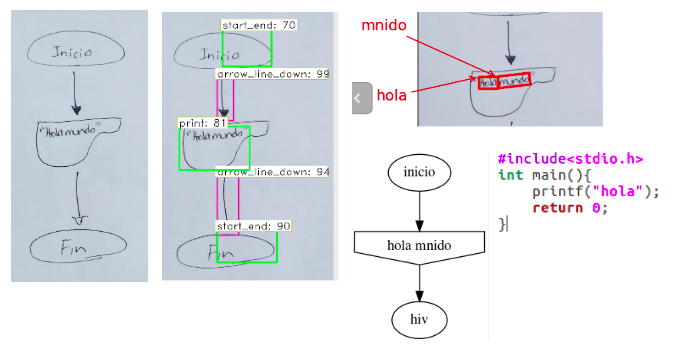 Inicio
"Hola mundo"
Fin
start_end: 70
Inicio
arrow_line_down: 99
print: 81
"Hola mundo"
arrow_line_down: 94
start_end: 90
Fin
mnido
hola
Hola mundo"
inicio
hola mnido
hiv
#include<stdio.h>
int main(){
printf("hola");
return 0;
}